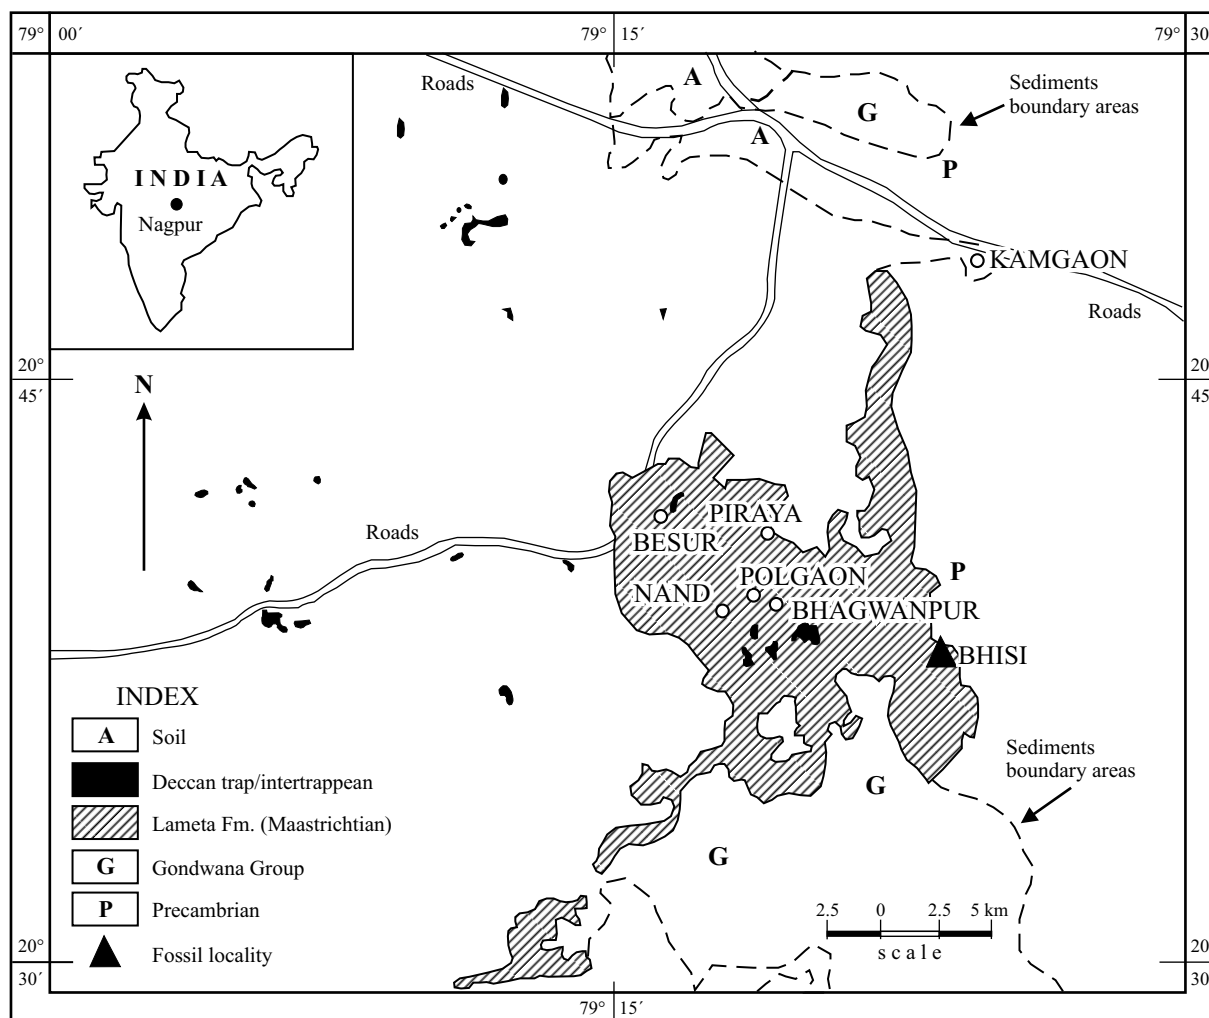 79° 00´
79° 15´
79° 30
Roads
A
G
Sediments
boundary areas
A
P
INDIA
Nagpur
KAMGAON
Roads
20°
45´
20
45
N
Roads
PIRAYA
BESUR
P
POLGAON
NAND
BHAGWANPUR
BHISI
INDEX
A Soil
Deccan trap/intertrappean
Lameta Fm. (Maastrichtian)
G Gondwana Group
P Precambrian
Fossil locality
Sediments
boundary areas
G
G
2.5 0 2.5 5 km
scale
20°
30´
20
30
79° 15´